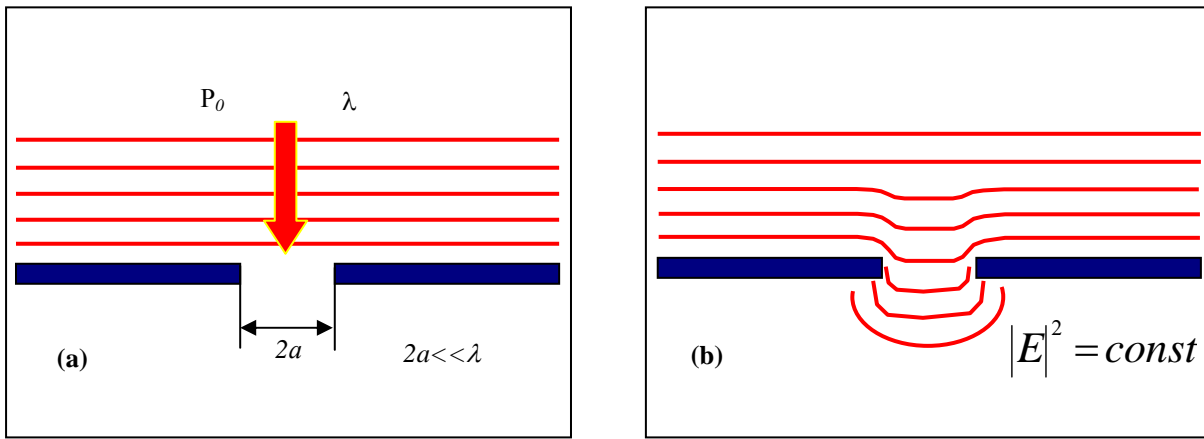 P₀ λ
2a
(a) 2a<<λ
|E|² = const
(b)